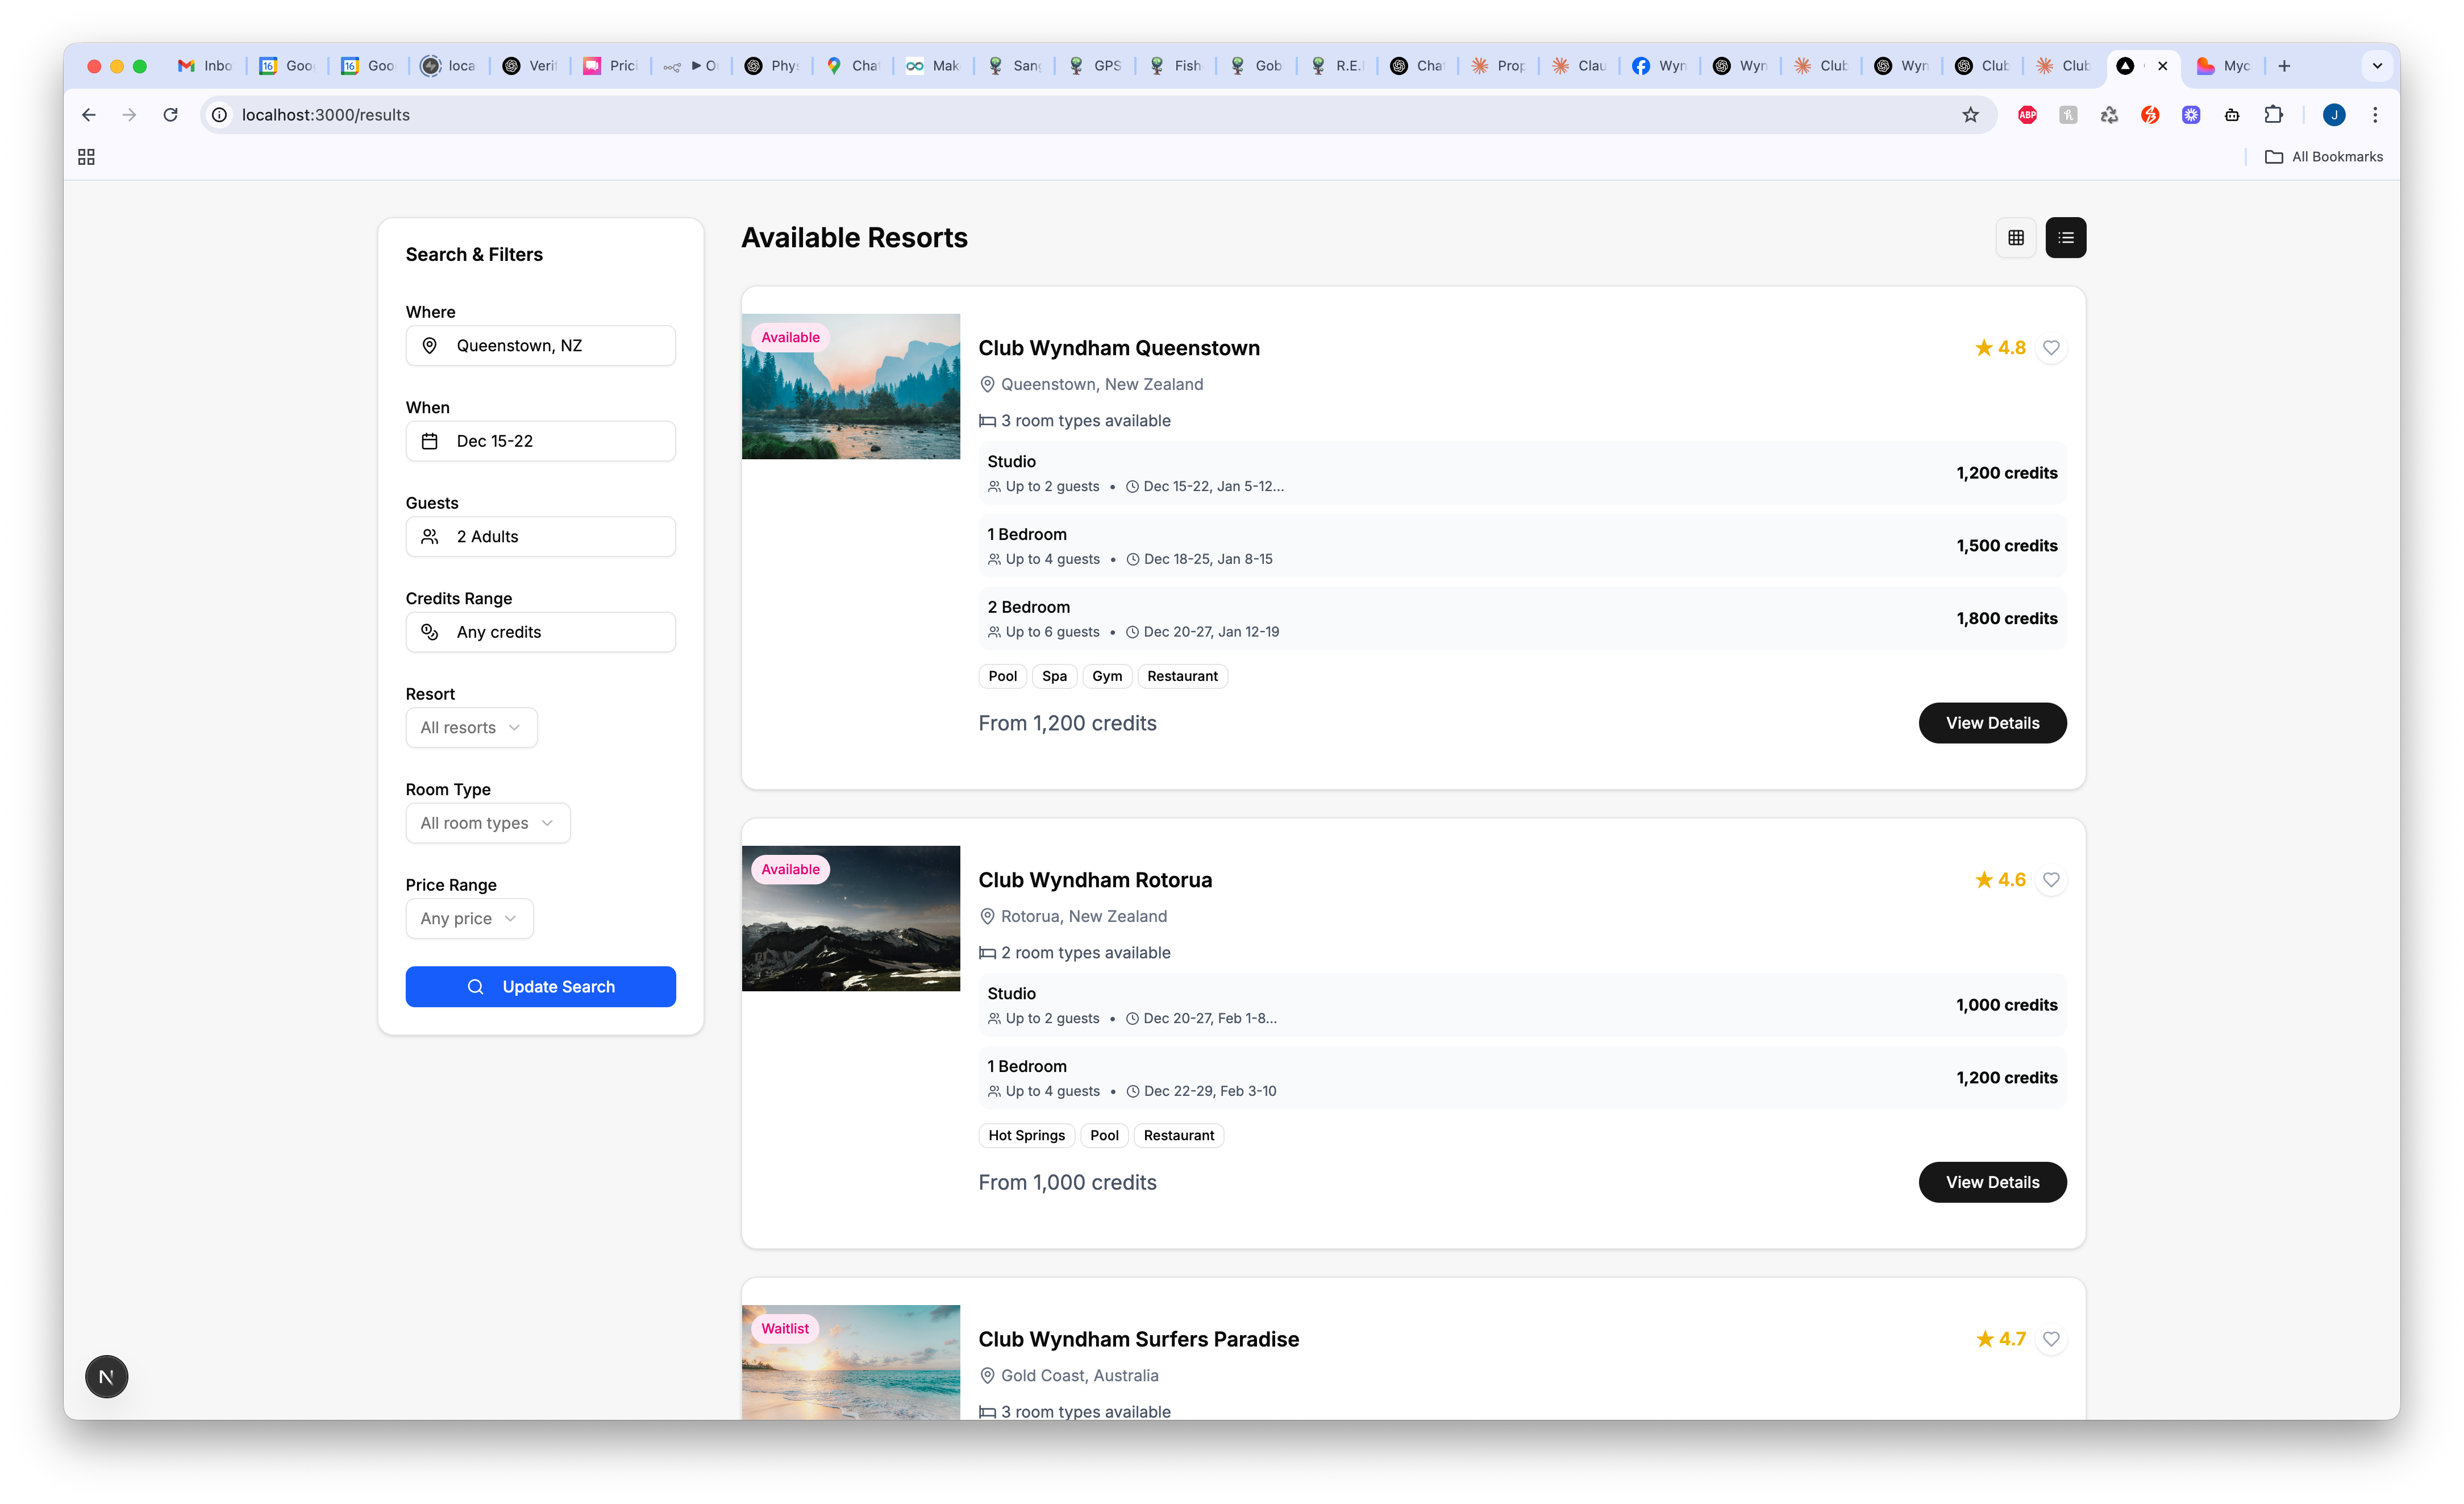 Inbo
Goo
Goo
loca
Veri
Pric
Phys
Cha
Mak
San
GPS
Fish
Gob
R.E.
Cha
Prop
Clau
Wyn
Wyn
Club
Wyn
Club
Club
Myc
localhost:3000/results
ABP
J
All Bookmarks
Search & Filters
Where
Queenstown, NZ
When
Dec 15-22
Guests
2 Adults
Credits Range
Any credits
Resort
All resorts
Room Type
All room types
Price Range
Any price
Update Search
Available Resorts
Available
Club Wyndham Queenstown
4.8
Queenstown, New Zealand
3 room types available
Studio
Up to 2 guests • Dec 15-22, Jan 5-12...
1,200 credits
1 Bedroom
Up to 4 guests • Dec 18-25, Jan 8-15
1,500 credits
2 Bedroom
Up to 6 guests • Dec 20-27, Jan 12-19
1,800 credits
Pool Spa Gym Restaurant
From 1,200 credits
View Details
Available
Club Wyndham Rotorua
4.6
Rotorua, New Zealand
2 room types available
Studio
Up to 2 guests • Dec 20-27, Feb 1-8...
1,000 credits
1 Bedroom
Up to 4 guests • Dec 22-29, Feb 3-10
1,200 credits
Hot Springs Pool Restaurant
From 1,000 credits
View Details
Waitlist
Club Wyndham Surfers Paradise
4.7
Gold Coast, Australia
3 room types available
N